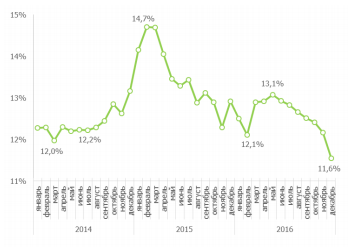 15%
14%
13%
12%
11%
14,7%
13,1%
12,0%
12,2%
12,1%
11,6%
январь
февраль
март
апрель
май
июнь
июль
август
сентябрь
октябрь
ноябрь
декабрь
январь
февраль
март
апрель
май
июнь
июль
август
сентябрь
октябрь
ноябрь
декабрь
январь
февраль
март
апрель
май
июнь
июль
август
сентябрь
октябрь
ноябрь
декабрь
2014
2015
2016